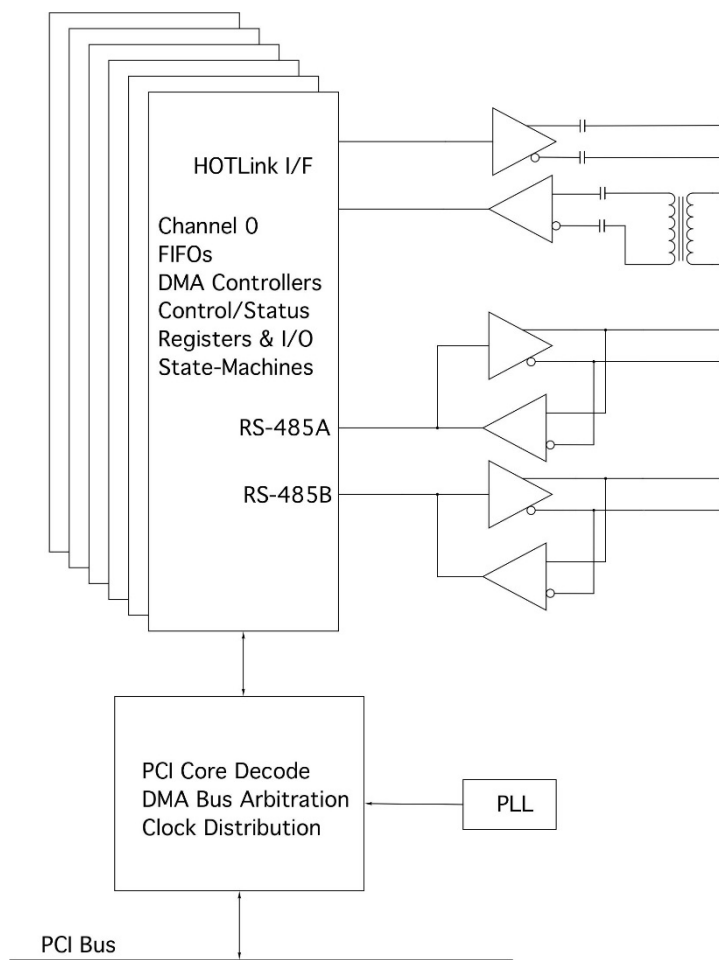 HOTLink I/F
Channel 0
FIFOs
DMA Controllers
Control/Status
Registers & I/O
State-Machines
RS-485A
RS-485B
PCI Core Decode
DMA Bus Arbitration
Clock Distribution
PLL
PCI Bus